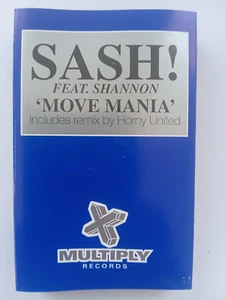 SASH!
FEAT. SHANNON
'MOVE MANIA'
Includes remix by Horny United
MULTIPLY
RECORDS